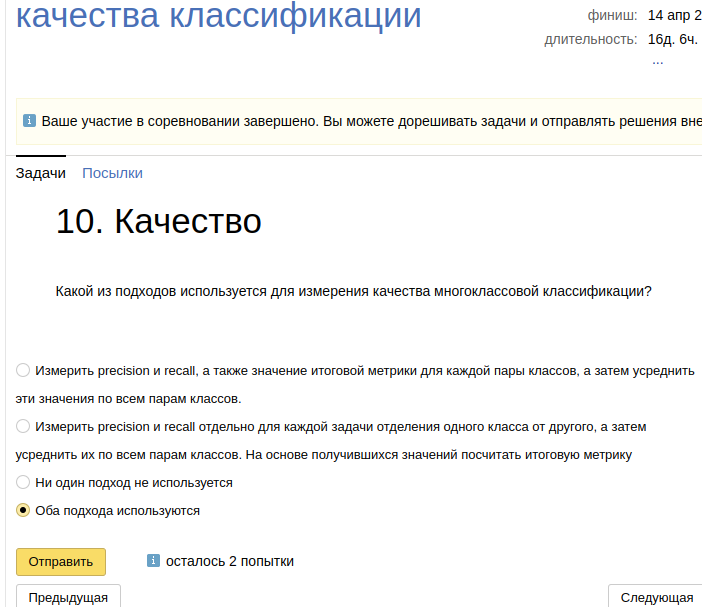 качества классификации
финиш: 14 апр 2
длительность: 16д. 6ч.
...
Ваше участие в соревновании завершено. Вы можете дорешивать задачи и отправлять решения вне
Задачи Посылки
10. Качество
Какой из подходов используется для измерения качества многоклассовой классификации?
Измерить precision и recall, а также значение итоговой метрики для каждой пары классов, а затем усреднить
эти значения по всем парам классов.
Измерить precision и recall отдельно для каждой задачи отделения одного класса от другого, а затем
усреднить их по всем парам классов. На основе получившихся значений посчитать итоговую метрику
Ни один подход не используется
Оба подхода используются
Отправить осталось 2 попытки
Предыдущая Следующая